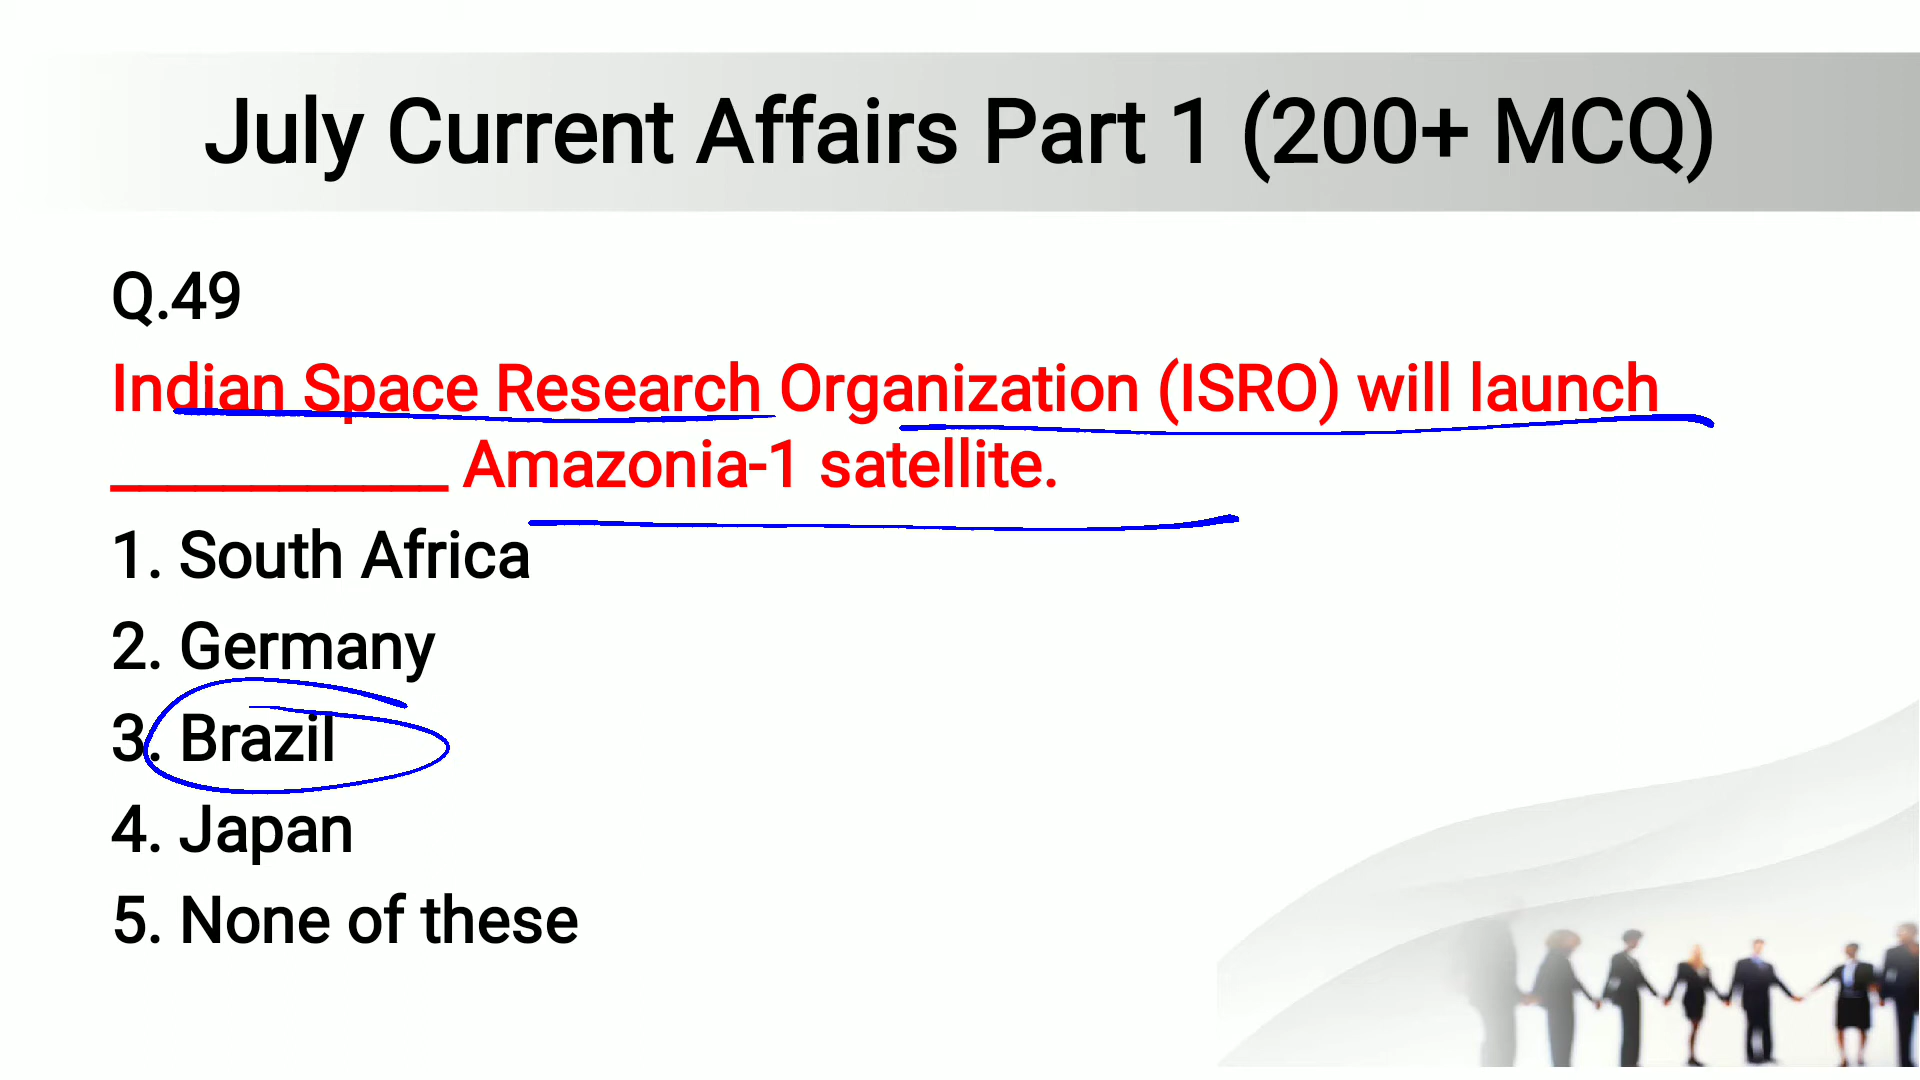 July Current Affairs Part 1 (200+ MCQ)
Q.49
Indian Space Research Organization (ISRO) will launch
____________ Amazonia-1 satellite.
1. South Africa
2. Germany
3. Brazil
4. Japan
5. None of these